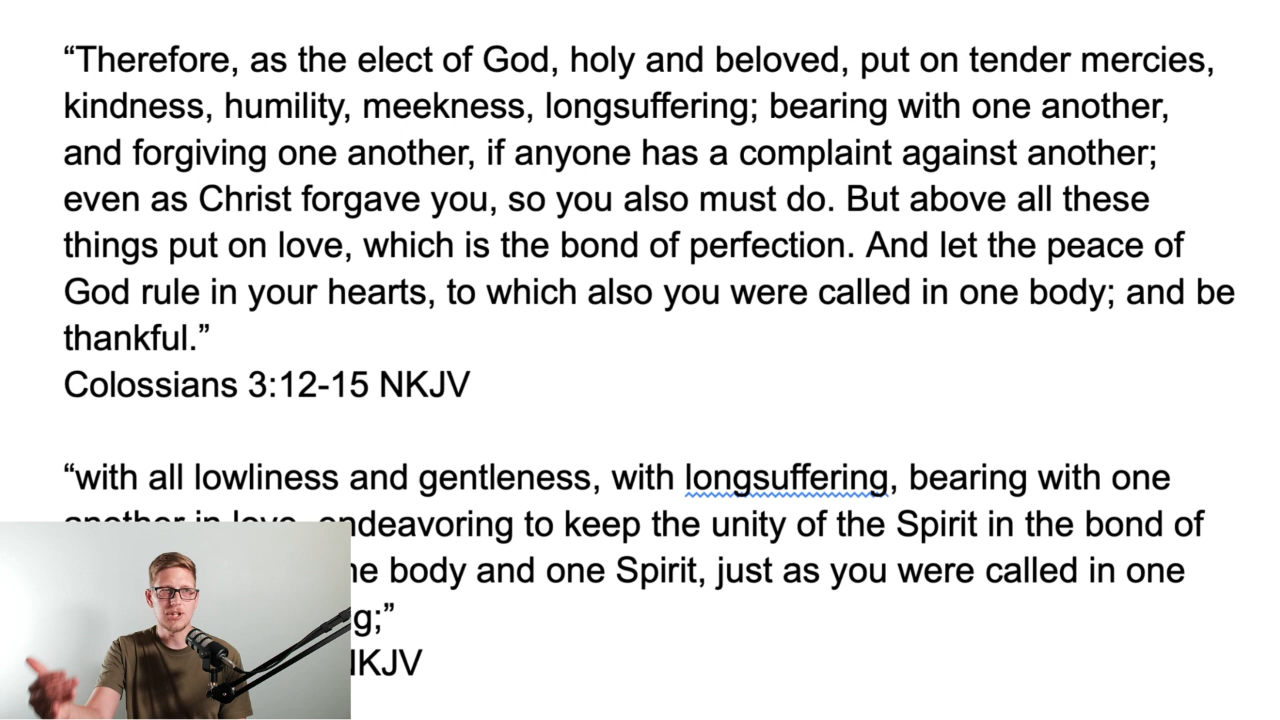 “Therefore, as the elect of God, holy and beloved, put on tender mercies,
kindness, humility, meekness, longsuffering; bearing with one another,
and forgiving one another, if anyone has a complaint against another;
even as Christ forgave you, so you also must do. But above all these
things put on love, which is the bond of perfection. And let the peace of
God rule in your hearts, to which also you were called in one body; and be
thankful.”
Colossians 3:12-15 NKJV
“with all lowliness and gentleness, with longsuffering, bearing with one
another in love, endeavoring to keep the unity of the Spirit in the bond of
body and one Spirit, just as you were called in one
g;”
NKJV